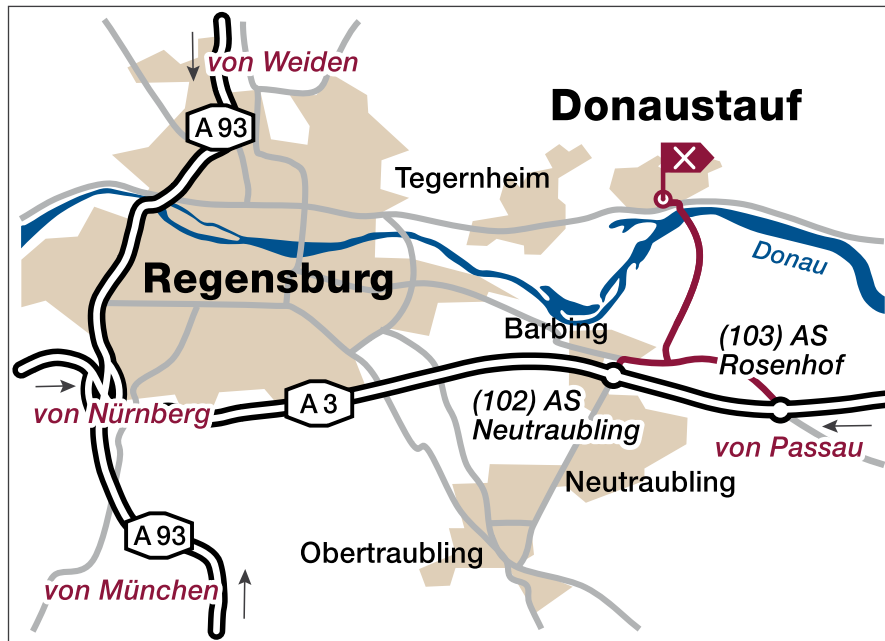 von Weiden
Donaustauf
A 93
Tegernheim
Donau
Regensburg
Barbing
(103) AS
Rosenhof
(102) AS
Neutraubling
A 3
von Nürnberg
von Passau
Neutraubling
A 93
Obertraubling
von München